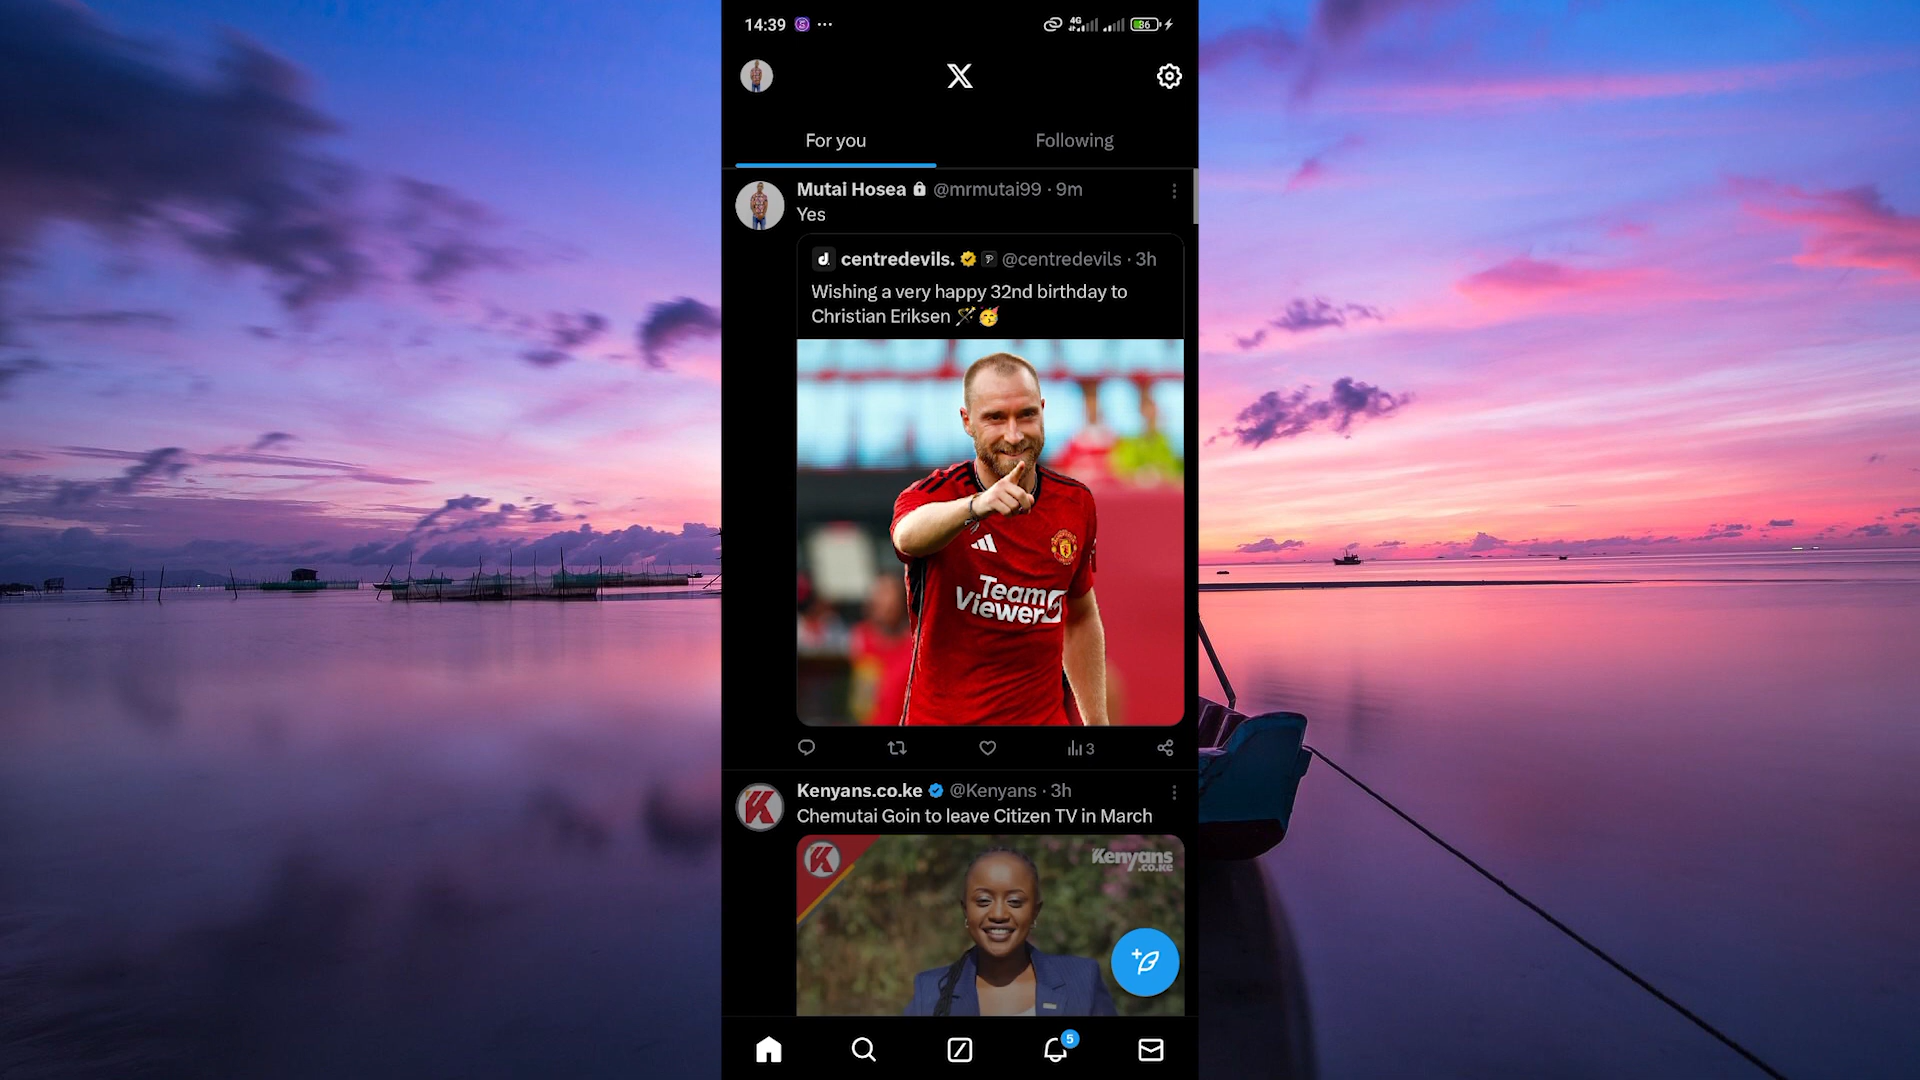 14:39
4G
36
X
For you
Following
Mutai Hosea @mrmutai99 · 9m
Yes
d. centredevils. @centredevils · 3h
Wishing a very happy 32nd birthday to
Christian Eriksen
Team
Viewer
3
Kenyans.co.ke @Kenyans · 3h
Chemutai Goin to leave Citizen TV in March
K
K
Kenyans
.co.ke
5